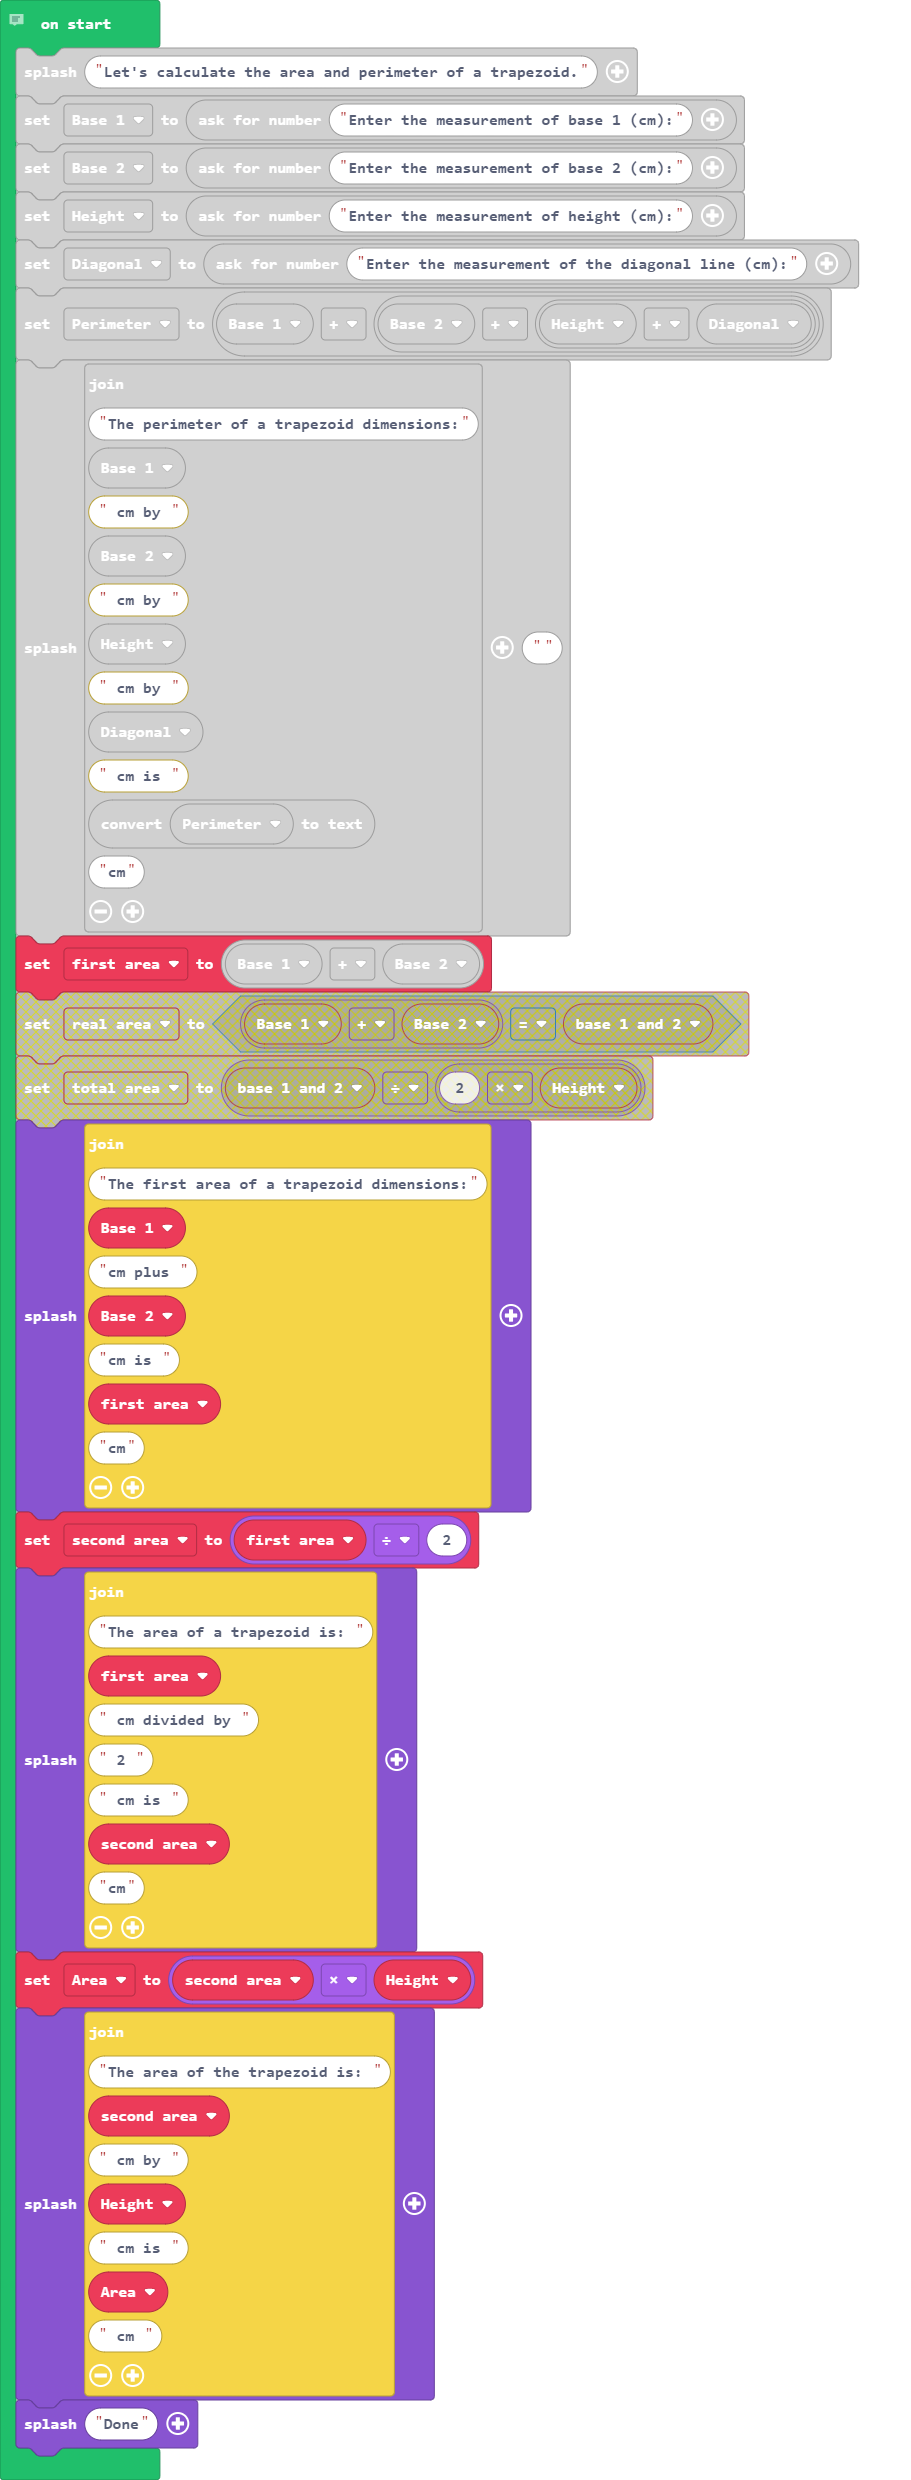 on start
splash "Let's calculate the area and perimeter of a trapezoid."
set Base 1 to ask for number "Enter the measurement of base 1 (cm):"
set Base 2 to ask for number "Enter the measurement of base 2 (cm):"
set Height to ask for number "Enter the measurement of height (cm):"
set Diagonal to ask for number "Enter the measurement of the diagonal line (cm):"
set Perimeter to Base 1 + Base 2 + Height + Diagonal
join
"The perimeter of a trapezoid dimensions:"
Base 1
" cm by "
Base 2
" cm by "
splash Height " "
" cm by "
Diagonal
" cm is "
convert Perimeter to text
"cm"
set first area to Base 1 + Base 2
set real area to Base 1 + Base 2 = base 1 and 2
set total area to base 1 and 2 ÷ 2 × Height
join
"The first area of a trapezoid dimensions:"
Base 1
"cm plus "
splash Base 2
"cm is "
first area
"cm"
set second area to first area ÷ 2
join
"The area of a trapezoid is: "
first area
" cm divided by "
splash " 2 "
" cm is "
second area
"cm"
set Area to second area × Height
join
"The area of the trapezoid is: "
second area
" cm by "
splash Height
" cm is "
Area
" cm "
splash "Done"